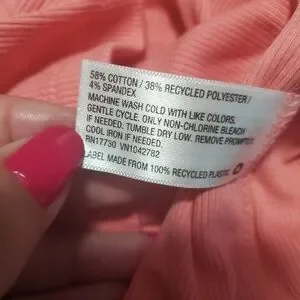 58% COTTON / 38% RECYCLED POLYESTER /
4% SPANDEX
MACHINE WASH COLD WITH LIKE COLORS.
GENTLE CYCLE. ONLY NON-CHLORINE BLEACH
IF NEEDED. TUMBLE DRY LOW. REMOVE PROMPTLY.
COOL IRON IF NEEDED.
RN17730 VN1042782
LABEL MADE FROM 100% RECYCLED PLASTIC